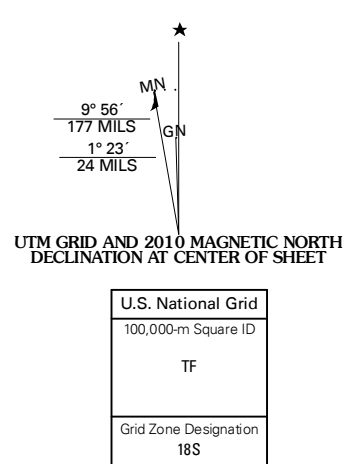 ★
MN
9° 56´
177 MILS
GN
1° 23´
24 MILS
UTM GRID AND 2010 MAGNETIC NORTH
DECLINATION AT CENTER OF SHEET
U.S. National Grid
100,000-m Square ID
TF
Grid Zone Designation
18S